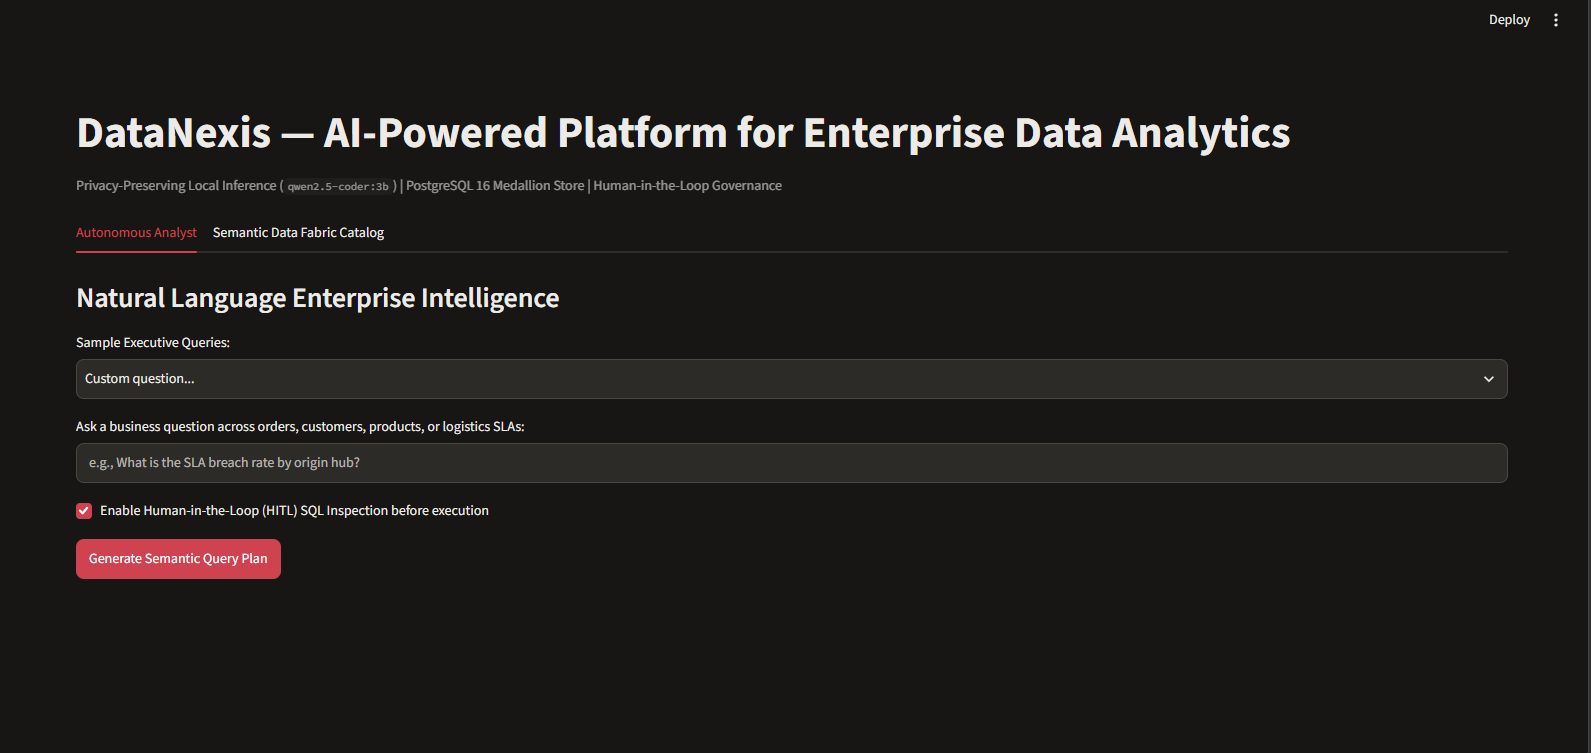 Deploy
DataNexis — AI-Powered Platform for Enterprise Data Analytics
Privacy-Preserving Local Inference ( qwen2.5-coder:3b ) | PostgreSQL 16 Medallion Store | Human-in-the-Loop Governance
Autonomous Analyst Semantic Data Fabric Catalog
Natural Language Enterprise Intelligence
Sample Executive Queries:
Custom question...
Ask a business question across orders, customers, products, or logistics SLAs:
e.g., What is the SLA breach rate by origin hub?
Enable Human-in-the-Loop (HITL) SQL Inspection before execution
Generate Semantic Query Plan